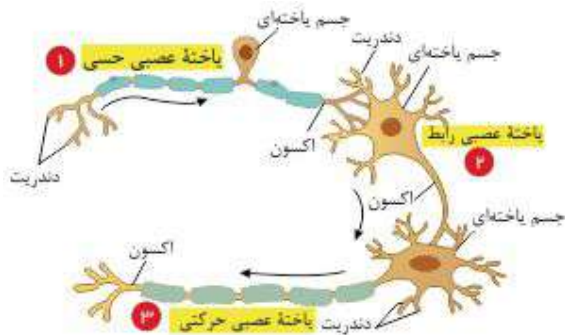 جسم یاخته‌ای
یاختهٔ عصبی حسی
۱
دندریت
جسم یاخته‌ای
اکسون
دندریت
یاختهٔ عصبی رابط
۲
اکسون
جسم یاخته‌ای
اکسون
یاختهٔ عصبی حرکتی
۳
دندریت